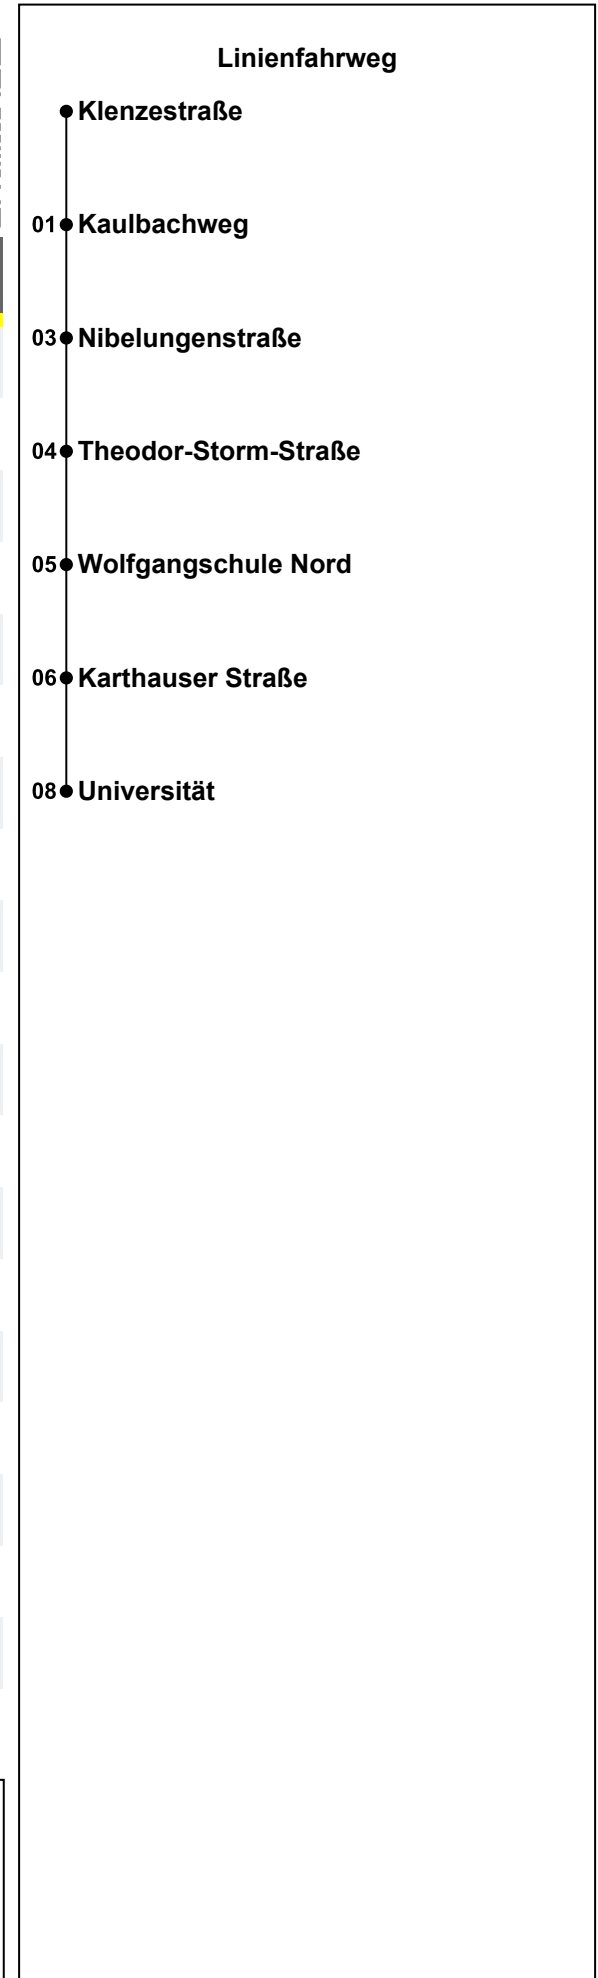 Linienfahrweg
Klenzestraße
01 Kaulbachweg
03 Nibelungenstraße
04 Theodor-Storm-Straße
05 Wolfgangschule Nord
06 Karthauser Straße
08 Universität